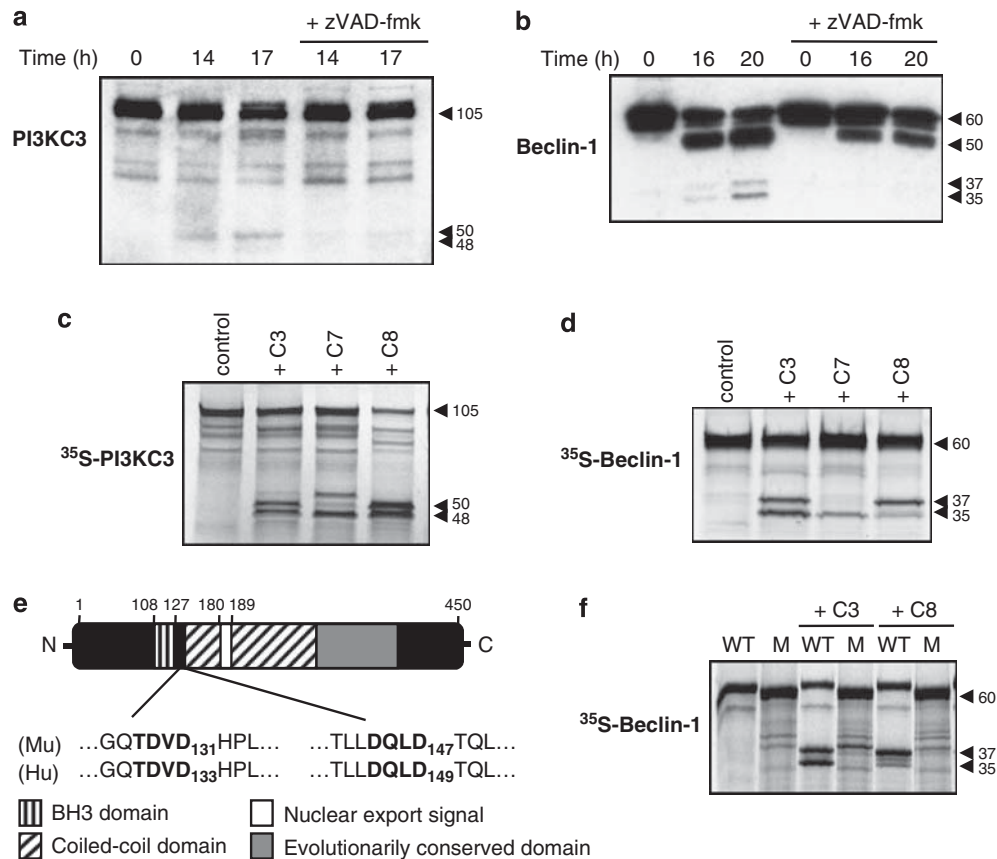 a
+ zVAD-fmk
Time (h) 0 14 17 14 17
PI3KC3
105
50
48
b
+ zVAD-fmk
Time (h) 0 16 20 0 16 20
Beclin-1
60
50
37
35
c
control + C3 + C7 + C8
35S-PI3KC3
105
50
48
d
control + C3 + C7 + C8
35S-Beclin-1
60
37
35
e
1 108 127 180 189 450
N C
(Mu) ...GQTDVD131HPL... ...TLLDQLD147TQL...
(Hu) ...GQTDVD133HPL... ...TLLDQLD149TQL...
BH3 domain
Nuclear export signal
Coiled-coil domain
Evolutionarily conserved domain
f
+ C3 + C8
WT M WT M WT M
35S-Beclin-1
60
37
35